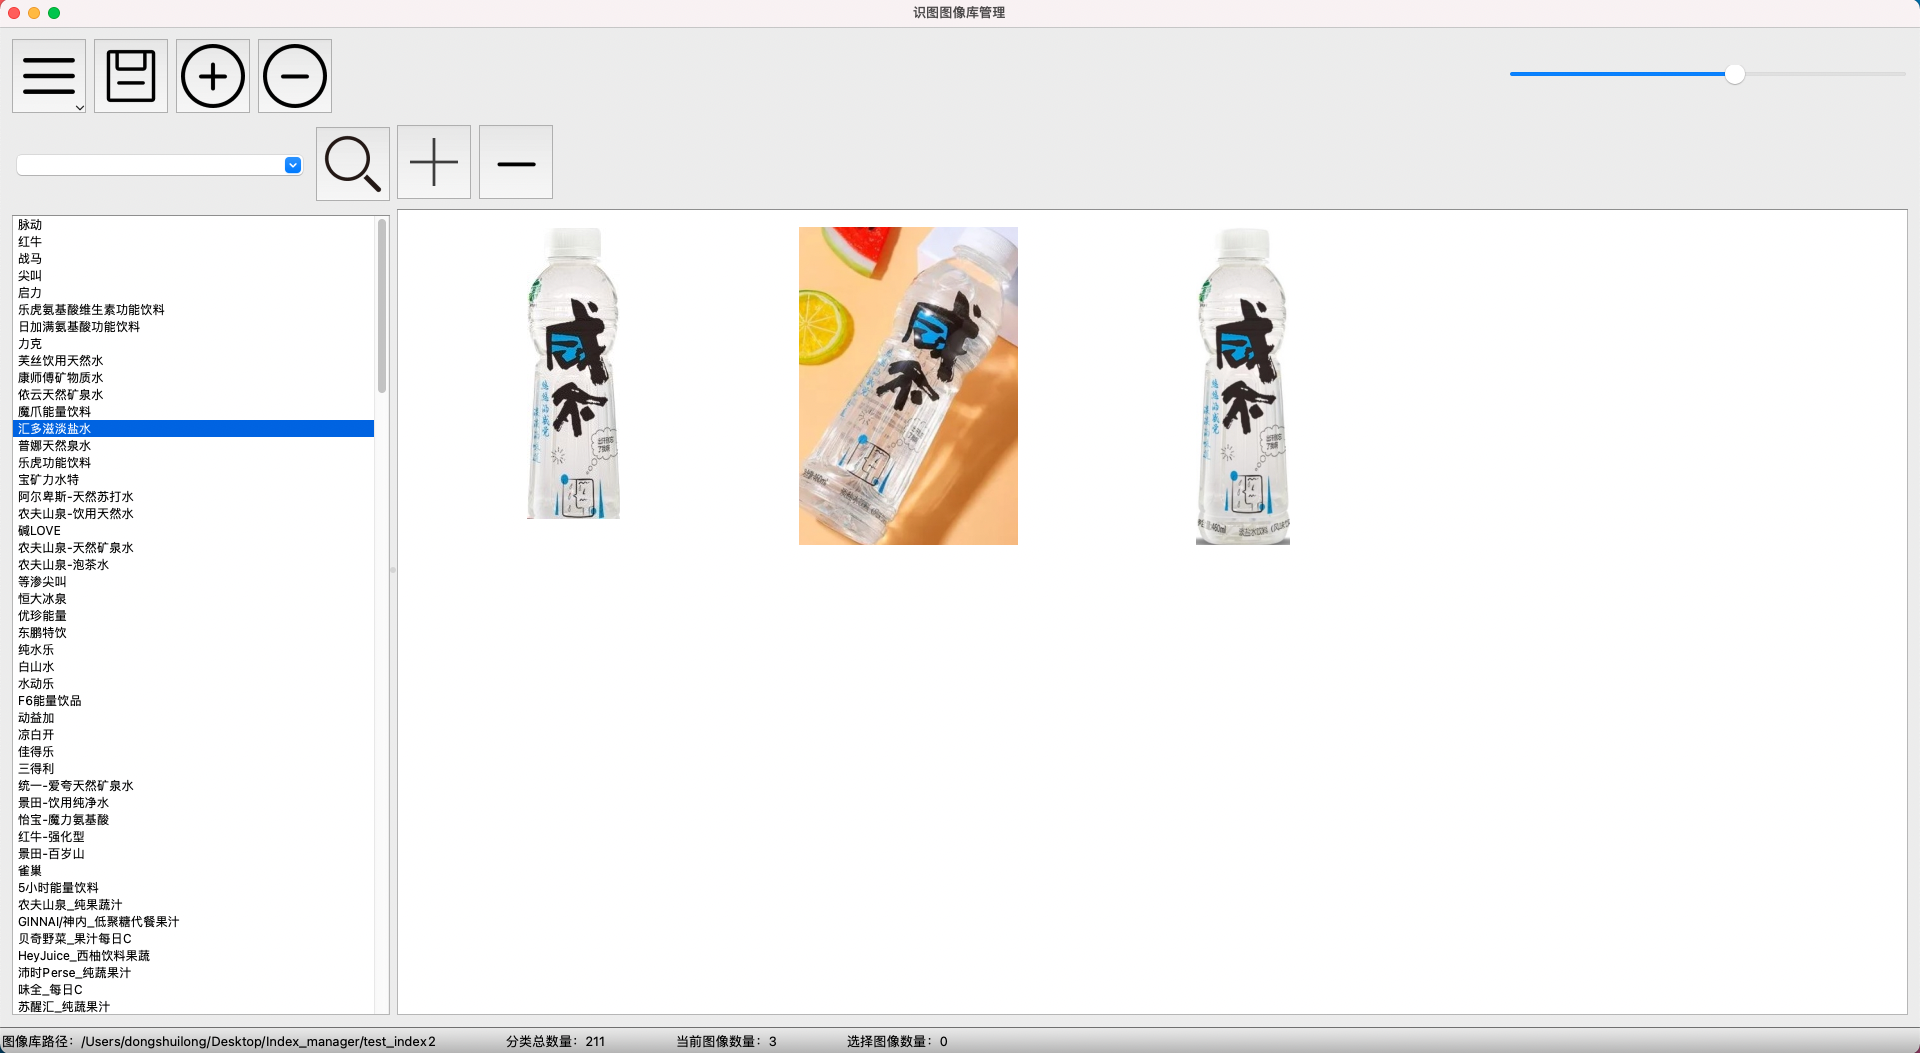 识图图像库管理
脉动
红牛
战马
尖叫
启力
乐虎氨基酸维生素功能饮料
日加满氨基酸功能饮料
力克
芙丝饮用天然水
康师傅矿物质水
依云天然矿泉水
魔爪能量饮料
汇多滋淡盐水
普娜天然泉水
乐虎功能饮料
宝矿力水特
阿尔卑斯-天然苏打水
农夫山泉-饮用天然水
碱LOVE
农夫山泉-天然矿泉水
农夫山泉-泡茶水
等渗尖叫
恒大冰泉
优珍能量
东鹏特饮
纯水乐
白山水
水动乐
F6能量饮品
动益加
凉白开
佳得乐
三得利
统一-爱夸天然矿泉水
景田-饮用纯净水
怡宝-魔力氨基酸
红牛-强化型
景田-百岁山
雀巢
5小时能量饮料
农夫山泉_纯果蔬汁
GINNAI/神内_低聚糖代餐果汁
贝奇野菜_果汁每日C
HeyJuice_西柚饮料果蔬
沛时Perse_纯蔬果汁
味全_每日C
苏醒汇_纯蔬果汁
图像库路径：/Users/dongshuilong/Desktop/Index_manager/test_index2 分类总数量：211 当前图像数量：3 选择图像数量：0